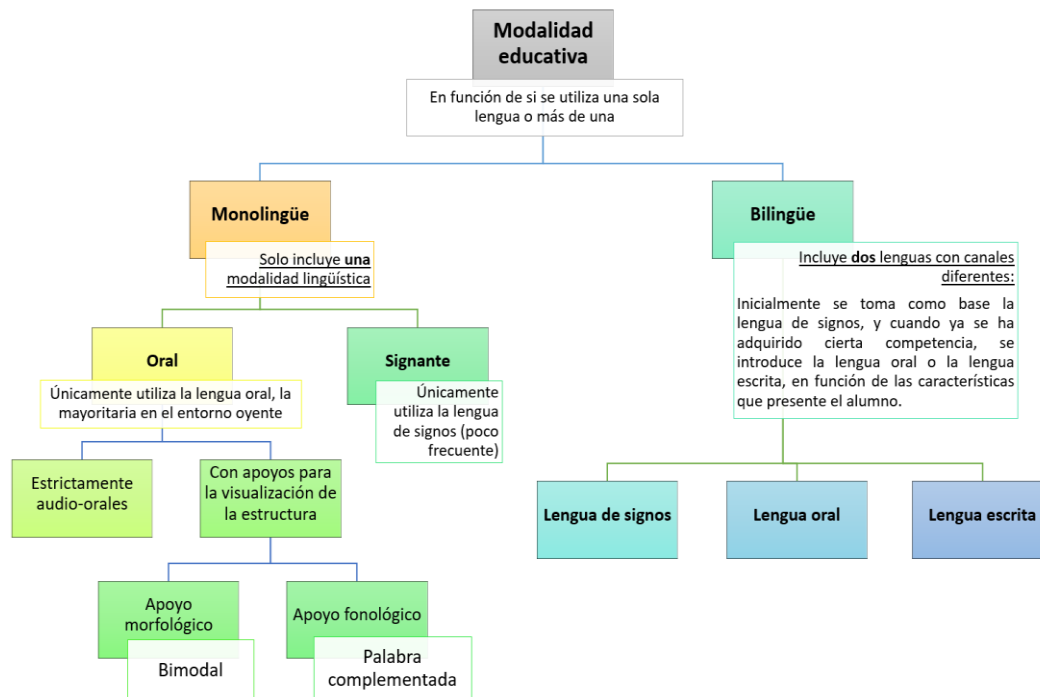 Modalidad
educativa
En función de si se utiliza una sola
lengua o más de una
Monolingüe
Solo incluye una
modalidad lingüística
Bilingüe
Incluye dos lenguas con canales
diferentes:
Inicialmente se toma como base la
lengua de signos, y cuando ya se ha
adquirido cierta competencia, se
introduce la lengua oral o la lengua
escrita, en función de las características
que presente el alumno.
Oral
Únicamente utiliza la lengua oral, la
mayoritaria en el entorno oyente
Signante
Únicamente
utiliza la lengua
de signos (poco
frecuente)
Estrictamente
audio-orales
Con apoyos para
la visualización de
la estructura
Apoyo
morfológico
Bimodal
Apoyo fonológico
Palabra
complementada
Lengua de signos
Lengua oral
Lengua escrita